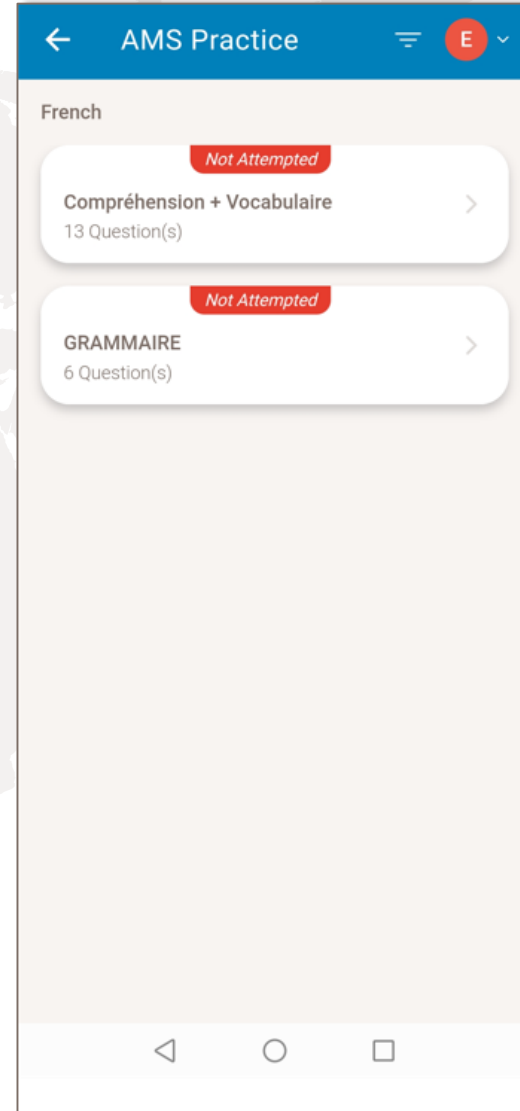 AMS Practice
E
French
Not Attempted
Compréhension + Vocabulaire
13 Question(s)
Not Attempted
GRAMMAIRE
6 Question(s)